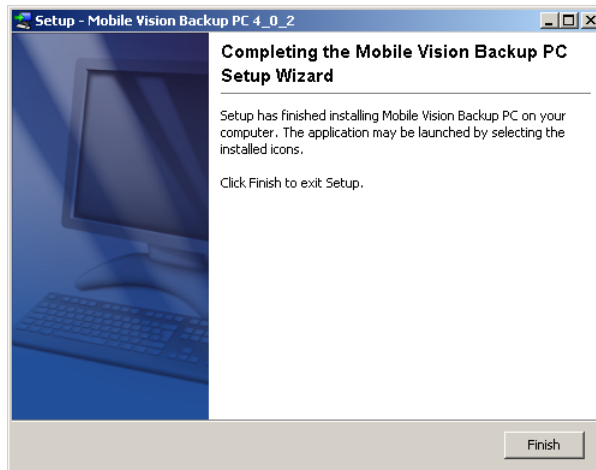 Setup - Mobile Vision Backup PC 4_0_2
Completing the Mobile Vision Backup PC
Setup Wizard
Setup has finished installing Mobile Vision Backup PC on your
computer. The application may be launched by selecting the
installed icons.
Click Finish to exit Setup.
Finish